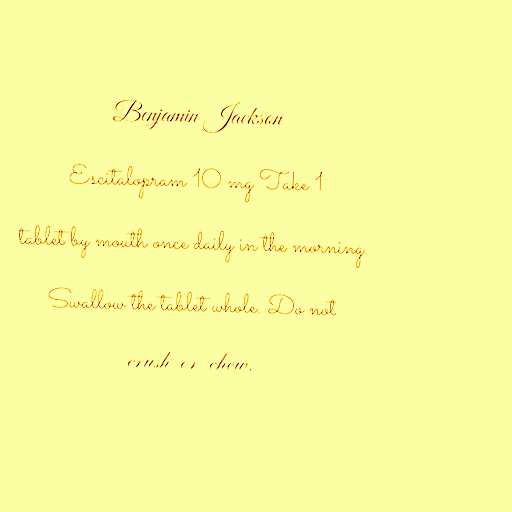 Benjamin Jackson
Escitalopram 10 mg Take 1
tablet by mouth once daily in the morning.
Swallow the tablet whole. Do not
crush or chew.